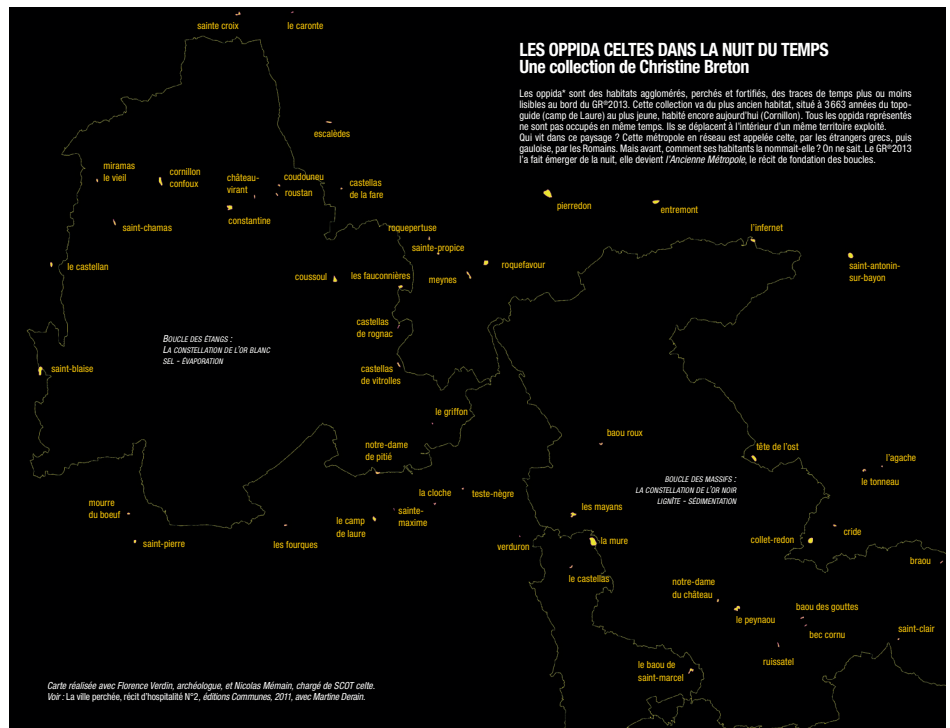 sainte croix
le caronte
LES OPPIDA CELTES DANS LA NUIT DU TEMPS
Une collection de Christine Breton
Les oppida* sont des habitats agglomérés, perchés et fortifiés, des traces de temps plus ou moins
lisibles au bord du GR®2013. Cette collection va du plus ancien habitat, situé à 3663 années du topo-
guide (camp de Laure) au plus jeune, habité encore aujourd'hui (Cornillon). Tous les oppida représentés
ne sont pas occupés en même temps. Ils se déplacent à l'intérieur d'un même territoire exploité.
Qui vit dans ce paysage ? Cette métropole en réseau est appelée celte, par les étrangers grecs, puis
gauloise, par les Romains. Mais avant, comment ses habitants la nommait-elle ? On ne sait. Le GR®2013
l'a fait émerger de la nuit, elle devient l'Ancienne Métropole, le récit de fondation des boucles.
escalèdes
miramas
le vieil
cornillon
confoux
château-
virant
coudouneu
roustan
castellas
de la fare
constantine
saint-chamas
pierredon
entremont
l'infernet
roquepertuse
sainte-propice
roquefavour
meynes
saint-antonin-
sur-bayon
le castellan
coussoul
les fauconnières
castellas
de rognac
BOUCLE DES ÉTANGS :
LA CONSTELLATION DE L'OR BLANC
SEL - ÉVAPORATION
saint-blaise
castellas
de vitrolles
le griffon
notre-dame
de pitié
baou roux
tête de l'ost
l'agache
le tonneau
BOUCLE DES MASSIFS :
LA CONSTELLATION DE L'OR NOIR
LIGNÎTE - SÉDIMENTATION
la cloche
teste-nègre
mourre
du boeuf
le camp
de laure
sainte-
maxime
les mayans
saint-pierre
les fourques
verduron
la mure
collet-redon
cride
braou
le castellas
notre-dame
du château
le peynaou
baou des gouttes
bec cornu
saint-clair
ruissatel
le baou de
saint-marcel
Carte réalisée avec Florence Verdin, archéologue, et Nicolas Mémain, chargé de SCOT celte.
Voir : La ville perchée, récit d'hospitalité N°2, éditions Communes, 2011, avec Martine Derain.